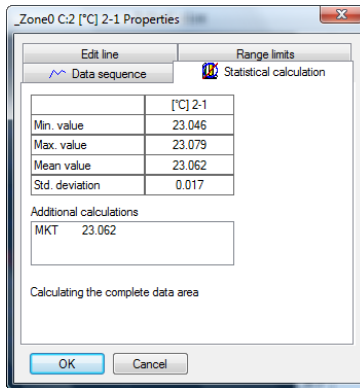 _Zone0 C:2 [°C] 2-1 Properties
Edit line Range limits
Data sequence Statistical calculation
[°C] 2-1
Min. value 23.046
Max. value 23.079
Mean value 23.062
Std. deviation 0.017
Additional calculations
MKT 23.062
Calculating the complete data area
OK Cancel